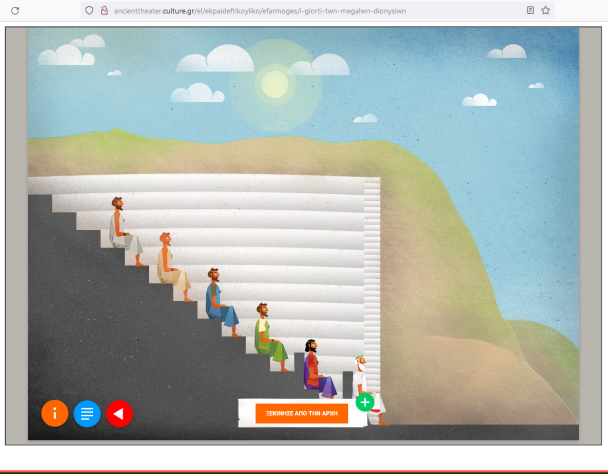 ancienttheater.culture.gr/el/ekpaideftikoyliko/efarmoges/i-giorti-twn-megalwn-dionysiwn
ΞΕΚΙΝΗΣΕ ΑΠΟ ΤΗΝ ΑΡΧΗ